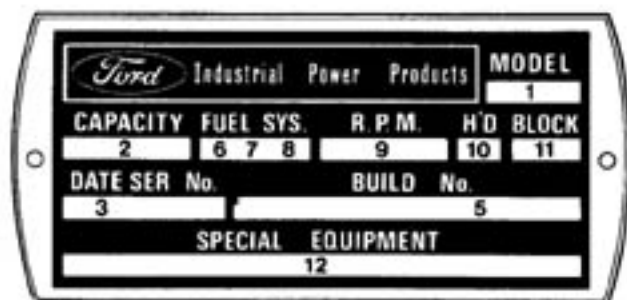 Ford Industrial Power Products MODEL
1
CAPACITY FUEL SYS. R.P.M. H'D BLOCK
2 6 7 8 9 10 11
DATE SER No. BUILD No.
3 5
SPECIAL EQUIPMENT
12